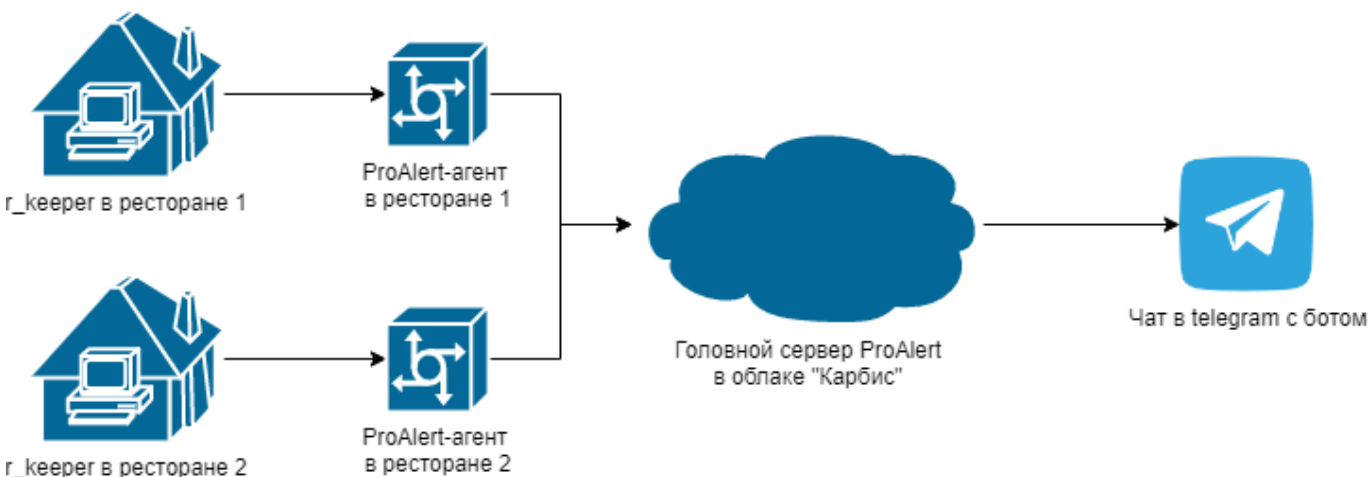 ProAlert-агент
в ресторане 1
r_keeper в ресторане 1
Чат в telegram с ботом
Головной сервер ProAlert
в облаке "Карбис"
ProAlert-агент
в ресторане 2
r_keeper в ресторане 2